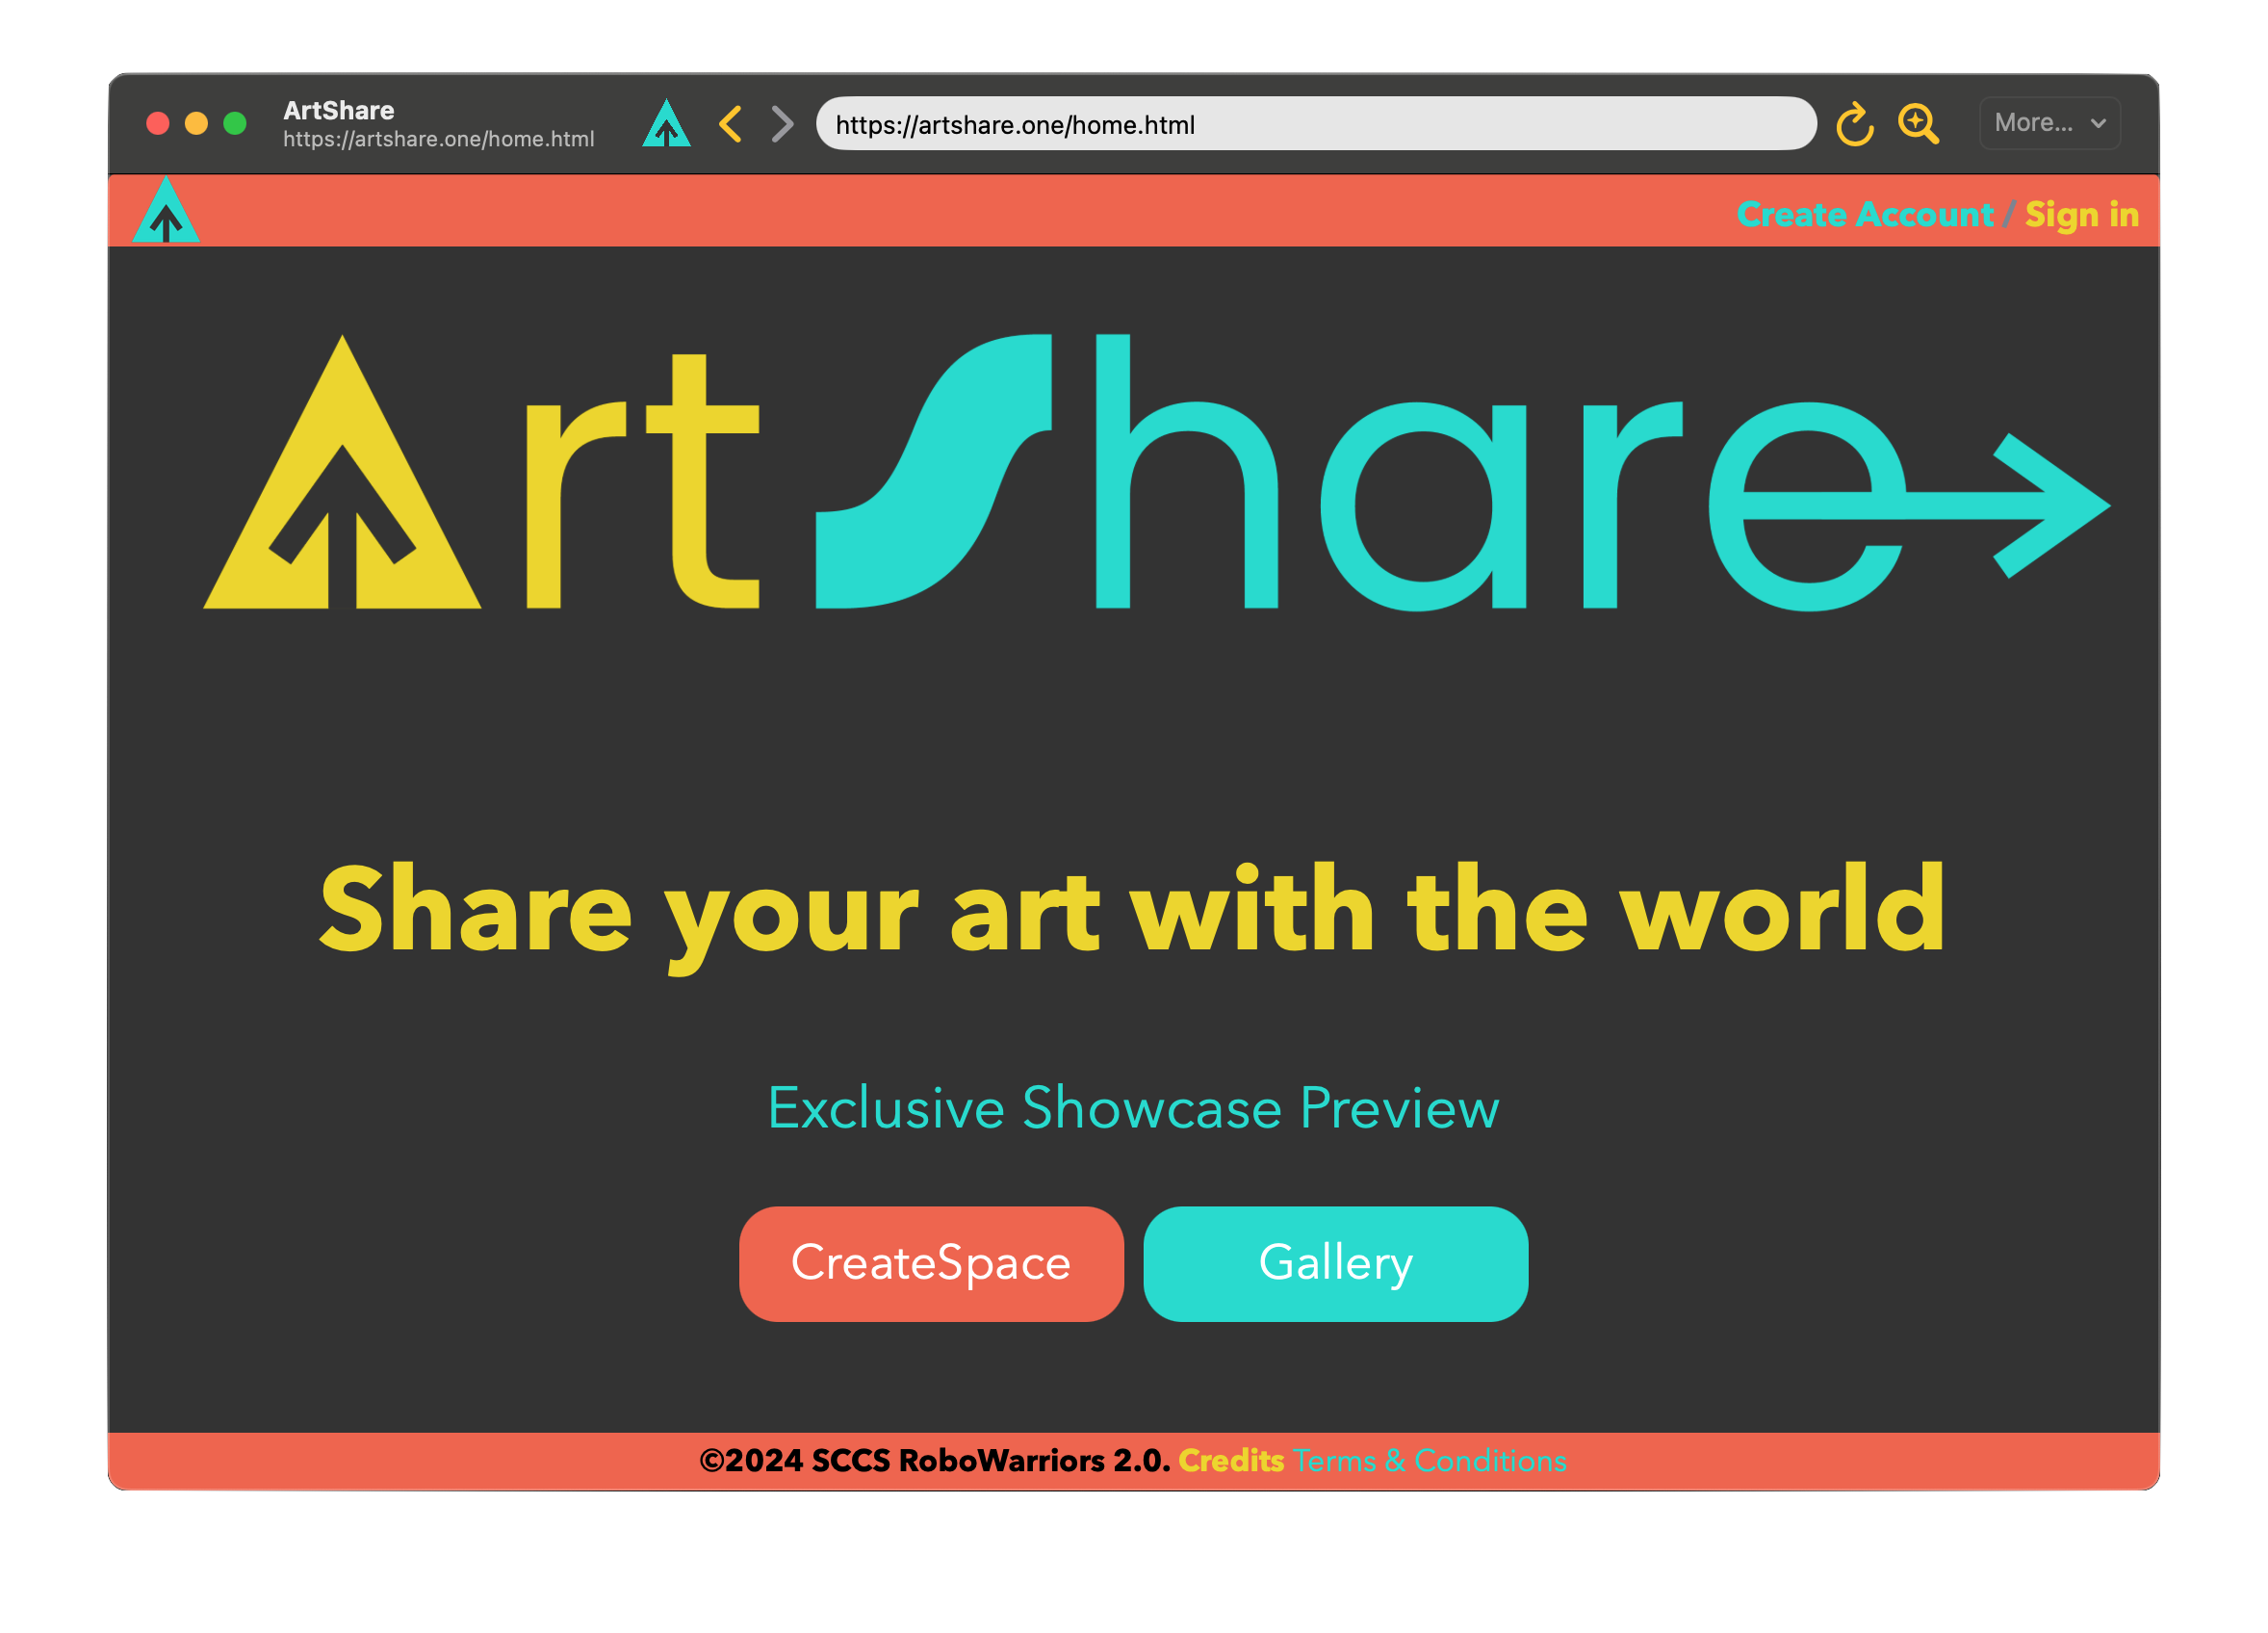 ArtShare
https://artshare.one/home.html
https://artshare.one/home.html
More...
Create Account / Sign in
ArtShare
Share your art with the world
Exclusive Showcase Preview
CreateSpace
Gallery
©2024 SCCS RoboWarriors 2.0. Credits Terms & Conditions